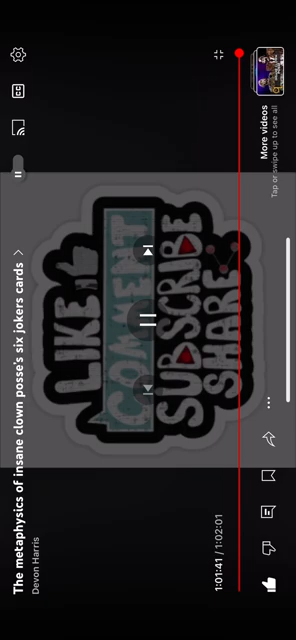 The metaphysics of insane clown posse's six jokers cards
Devon Harris
CC
LIKE
COMMENT
SUBSCRIBE
SHARE
1:01:41 / 1:02:01
More videos
Tap or swipe up to see all